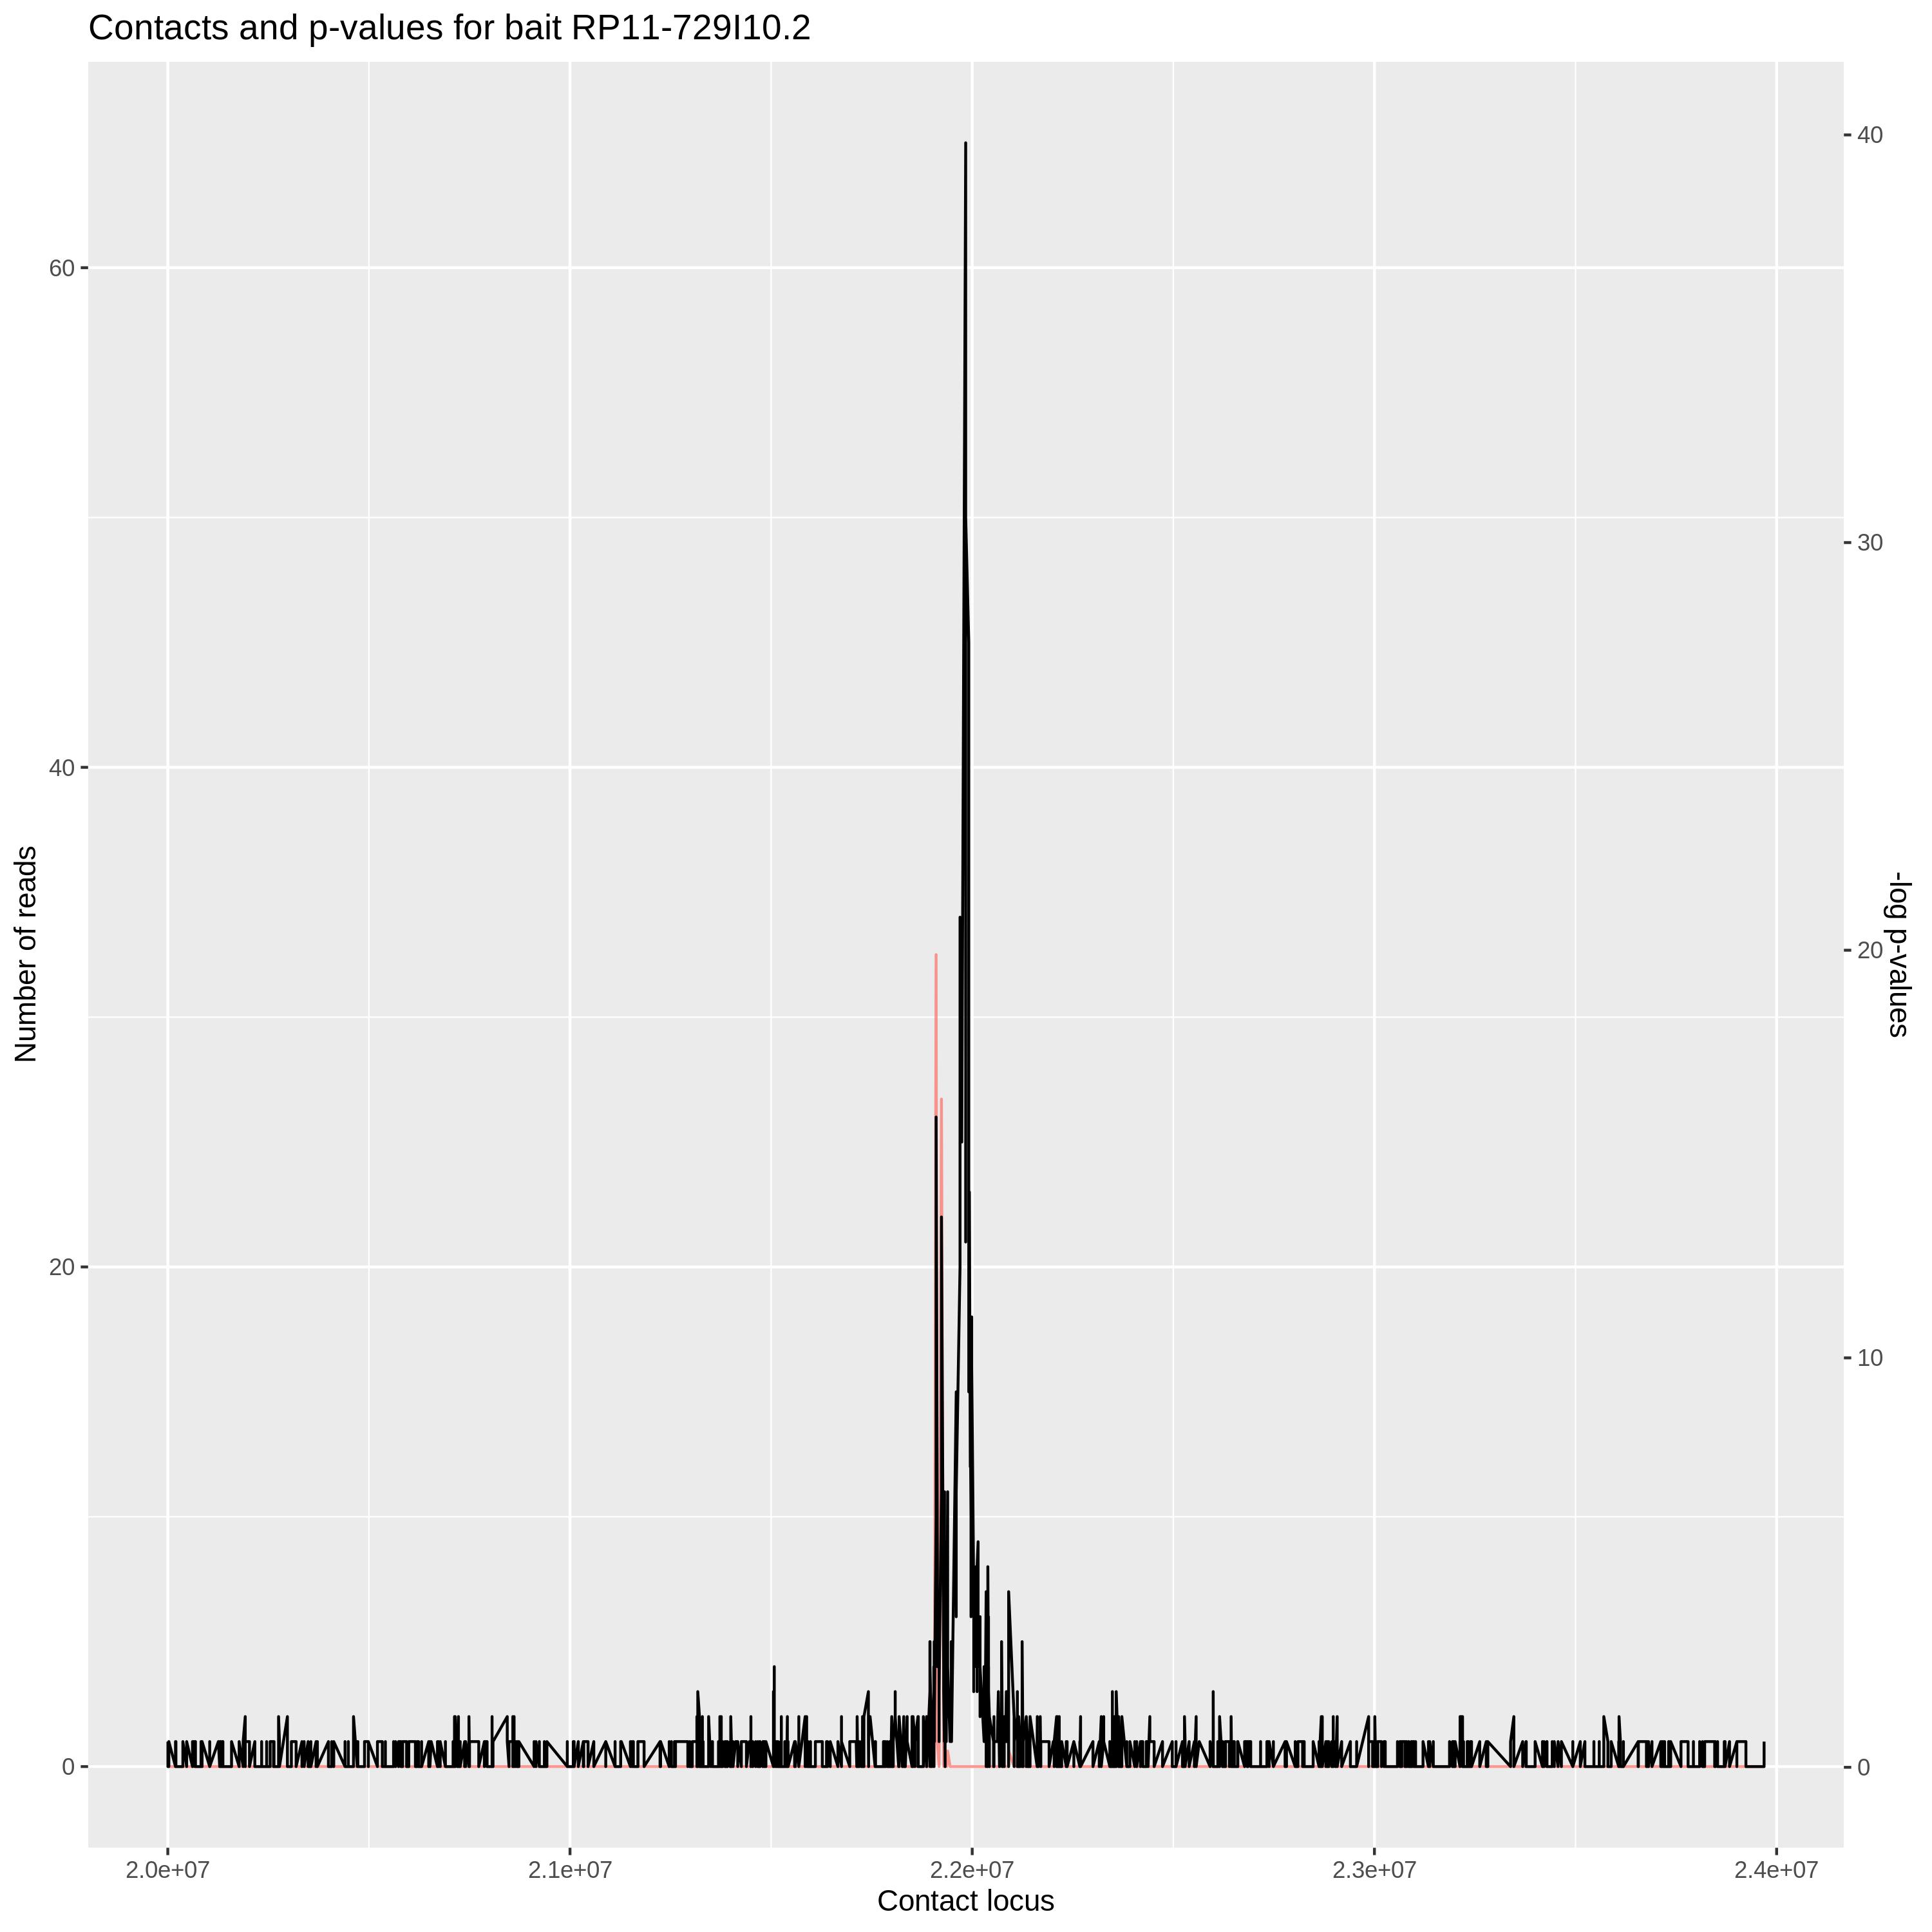 Contacts and p-values for bait RP11-729I10.2
Number of reads
60
40
20
0
40
30
20
10
0
-log p-values
2.0e+07
2.1e+07
2.2e+07
2.3e+07
2.4e+07
Contact locus